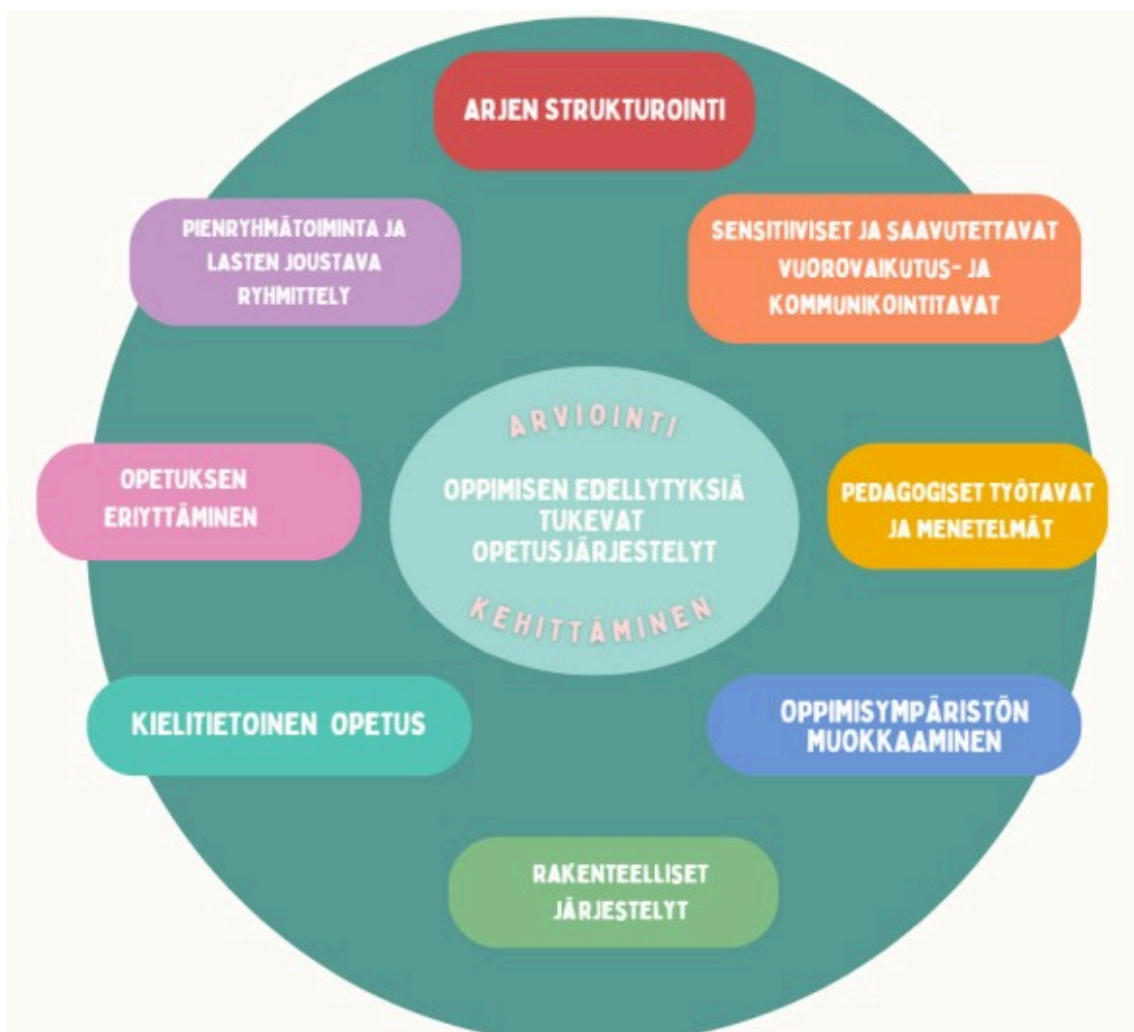 ARJEN STRUKTUROINTI
PIENRYHMÄTOIMINTA JA
LASTEN JOUSTAVA
RYHMITTELY
SENSITIIVISET JA SAAVUTETTAVAT
VUOROVAIKUTUS- JA
KOMMUNIKOINTITAVAT
OPETUKSEN
ERIYTTÄMINEN
ARVIOINTI
OPPIMISEN EDELLYTYKSIÄ
TUKEVAT
OPETUSJÄRJESTELYT
KEHITTÄMINEN
PEDAGOGISET TYÖTAVAT
JA MENETELMÄT
KIELITIETOINEN OPETUS
OPPIMISYMPÄRISTÖN
MUOKKAAMINEN
RAKENTEELLISET
JÄRJESTELYT